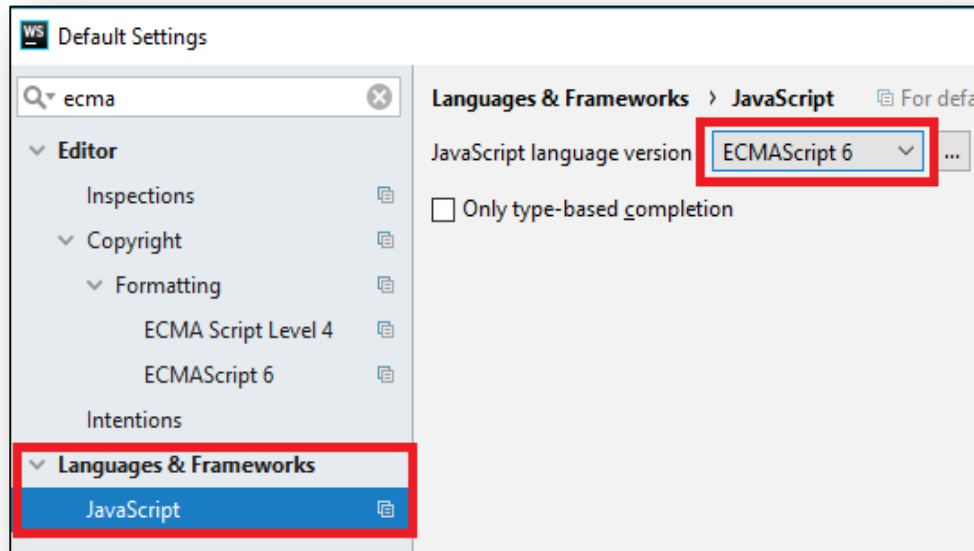 WS
Default Settings
ecma
Editor
Inspections
Copyright
Formatting
ECMA Script Level 4
ECMAScript 6
Intentions
Languages & Frameworks
JavaScript
Languages & Frameworks › JavaScript For defa
JavaScript language version ECMAScript 6 ...
Only type-based completion